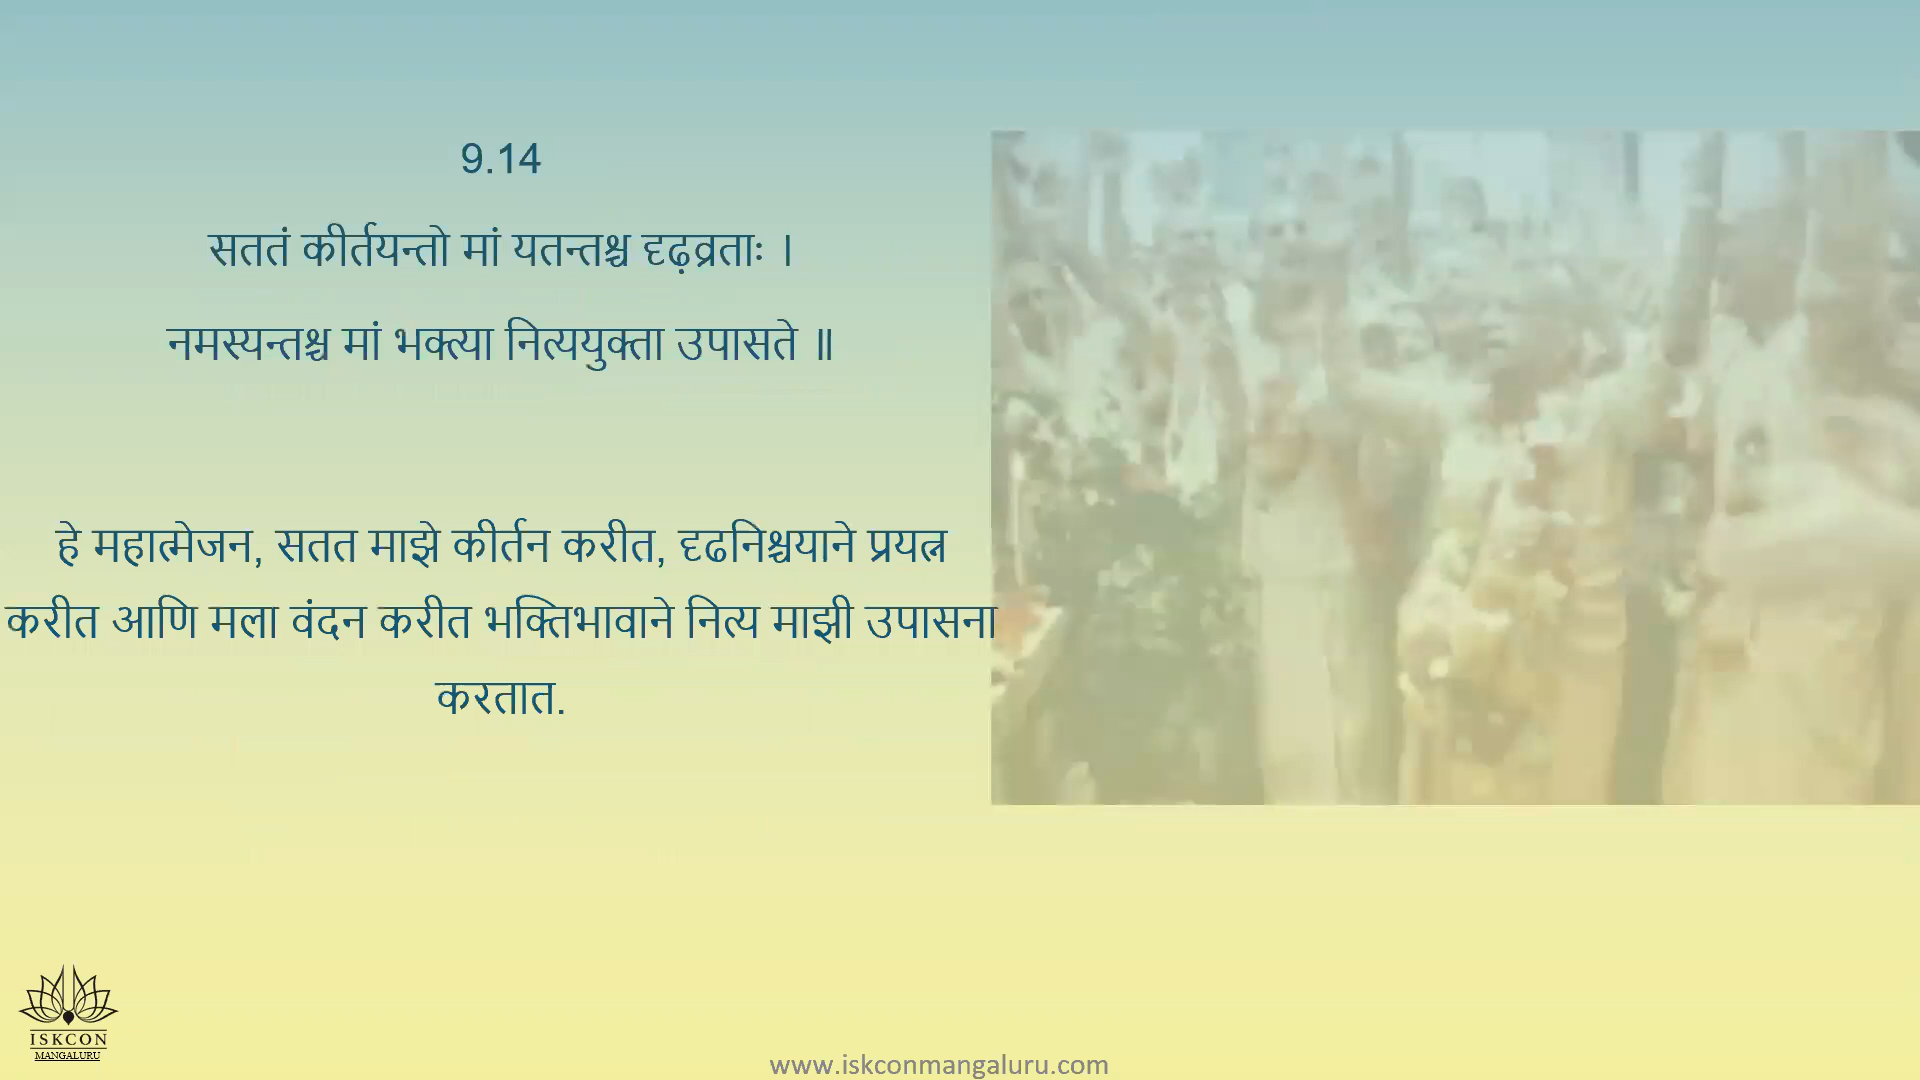 9.14
सततं कीर्तयन्तो मां यतन्तश्च दृढ़व्रताः ।
नमस्यन्तश्च मां भक्त्या नित्ययुक्ता उपासते ॥
हे महात्मेजन, सतत माझे कीर्तन करीत, दृढनिश्चयाने प्रयत्न
करीत आणि मला वंदन करीत भक्तिभावाने नित्य माझी उपासना
करतात.
ISKCON
MANGALURU
www.iskconmangaluru.com